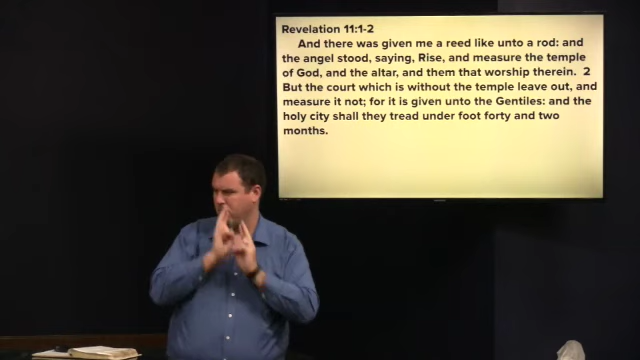 Revelation 11:1-2
And there was given me a reed like unto a rod: and
the angel stood, saying, Rise, and measure the temple
of God, and the altar, and them that worship therein. 2
But the court which is without the temple leave out, and
measure it not; for it is given unto the Gentiles: and the
holy city shall they tread under foot forty and two
months.